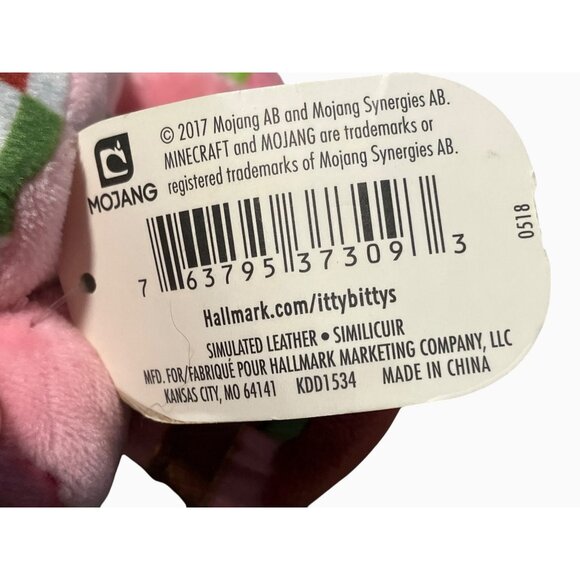 © 2017 Mojang AB and Mojang Synergies AB.
MINECRAFT and MOJANG are trademarks or
registered trademarks of Mojang Synergies AB.
MOJANG
7 63795 37309 3
0518
Hallmark.com/ittybittys
SIMULATED LEATHER • SIMILICUIR
MFD. FOR/FABRIQUÉ POUR HALLMARK MARKETING COMPANY, LLC
KANSAS CITY, MO 64141 KDD1534 MADE IN CHINA